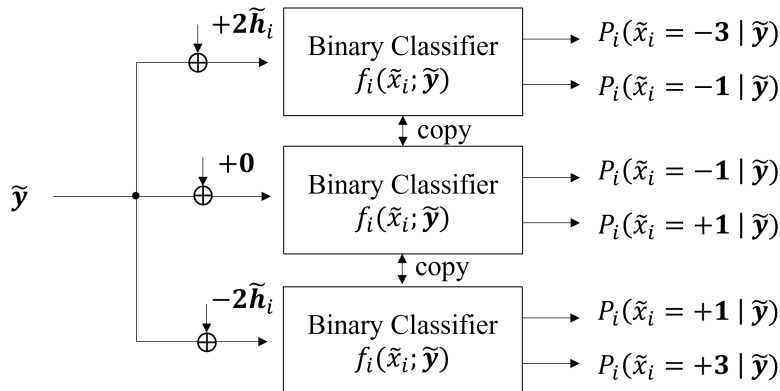 +2h̃ᵢ
Binary Classifier
fᵢ(x̃ᵢ; ỹ)
Pᵢ(x̃ᵢ = −3 | ỹ)
Pᵢ(x̃ᵢ = −1 | ỹ)
copy
ỹ
+0
Binary Classifier
fᵢ(x̃ᵢ; ỹ)
Pᵢ(x̃ᵢ = −1 | ỹ)
Pᵢ(x̃ᵢ = +1 | ỹ)
copy
−2h̃ᵢ
Binary Classifier
fᵢ(x̃ᵢ; ỹ)
Pᵢ(x̃ᵢ = +1 | ỹ)
Pᵢ(x̃ᵢ = +3 | ỹ)